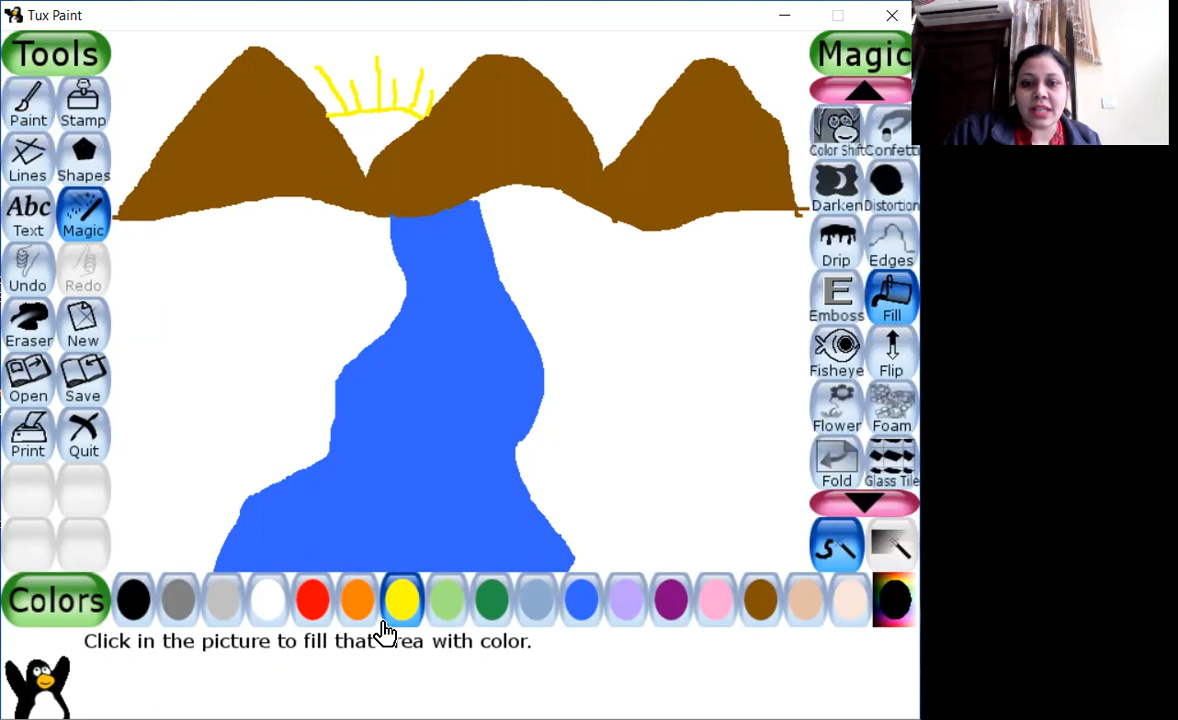 Tux Paint
Tools
Magic
Paint Stamp
Color Shift Confetti
Lines Shapes
Darken Distortion
Abc
Text Magic
Drip Edges
Undo Redo
E
Emboss Fill
Eraser New
Fisheye Flip
Open Save
Flower Foam
Print Quit
Fold Glass Tile
Colors
Click in the picture to fill that area with color.